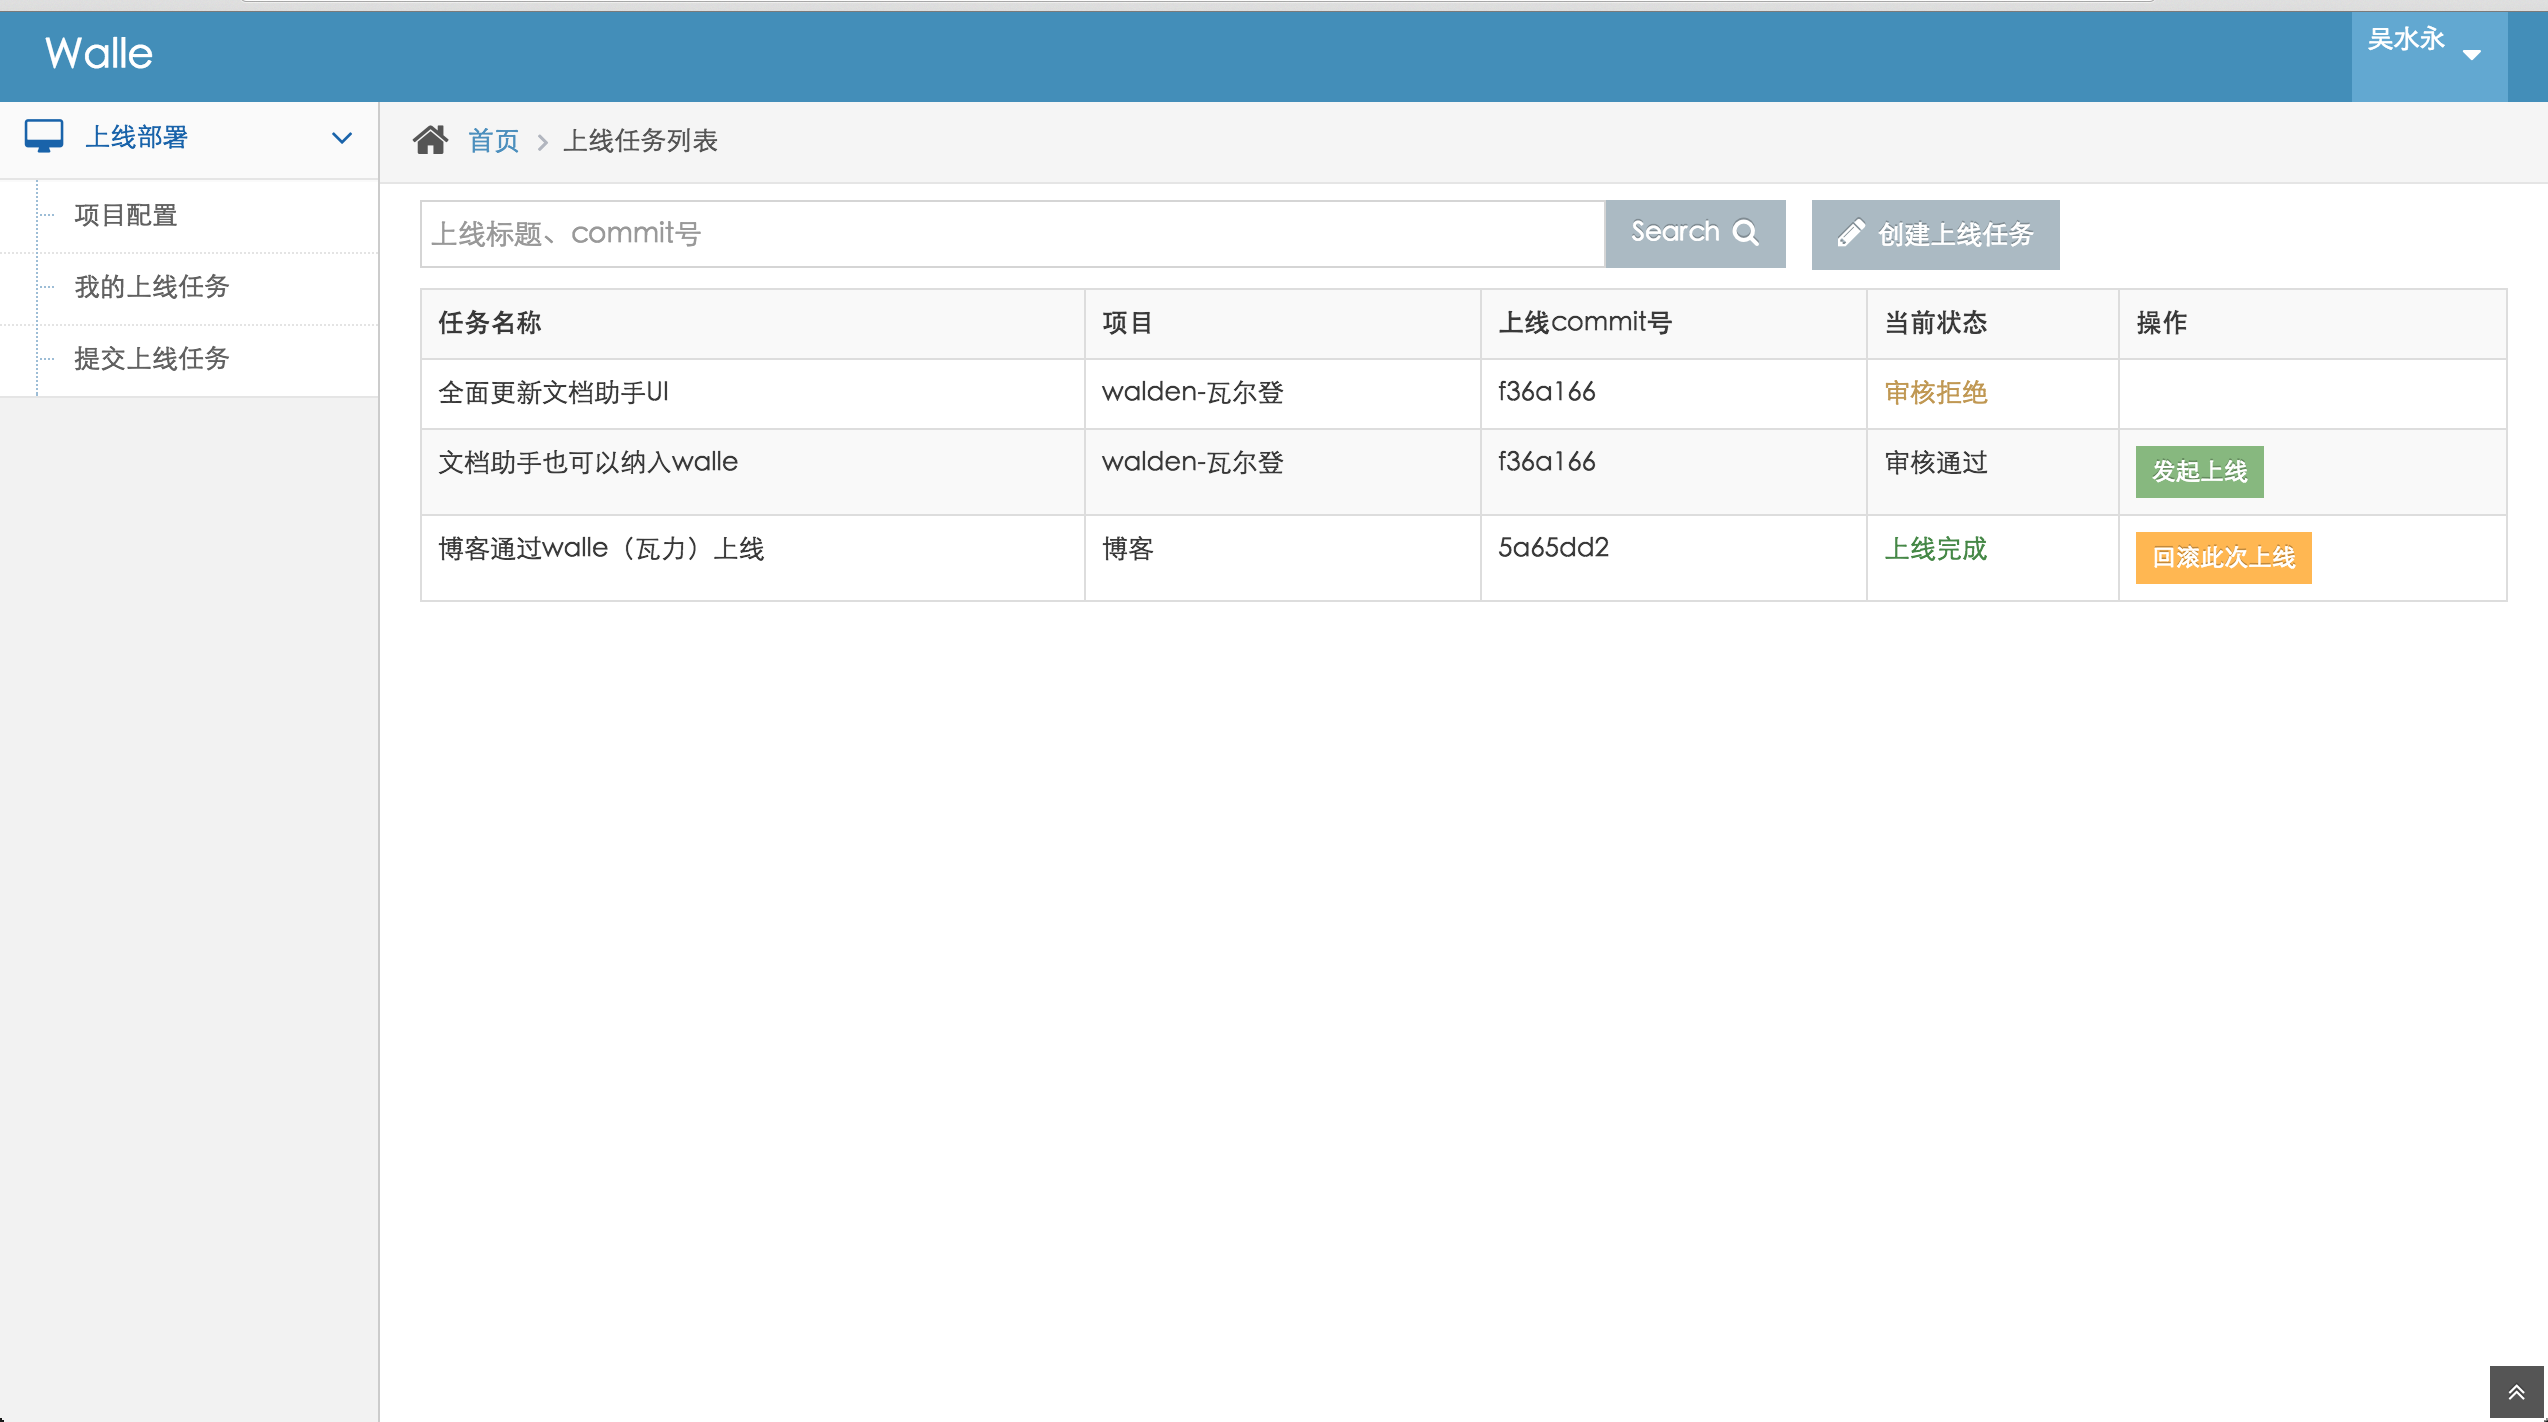 Walle
吴水永
上线部署
项目配置
我的上线任务
提交上线任务
首页 上线任务列表
上线标题、commit号 Search 创建上线任务
任务名称 项目 上线commit号 当前状态 操作
全面更新文档助手UI walden-瓦尔登 f36a166 审核拒绝
文档助手也可以纳入walle walden-瓦尔登 f36a166 审核通过 发起上线
博客通过walle（瓦力）上线 博客 5a65dd2 上线完成 回滚此次上线